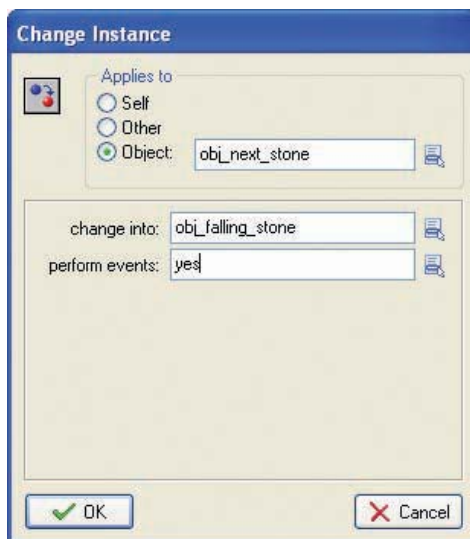 Change Instance
Applies to
Self
Other
Object: obj_next_stone
change into: obj_falling_stone
perform events: yes
OK Cancel